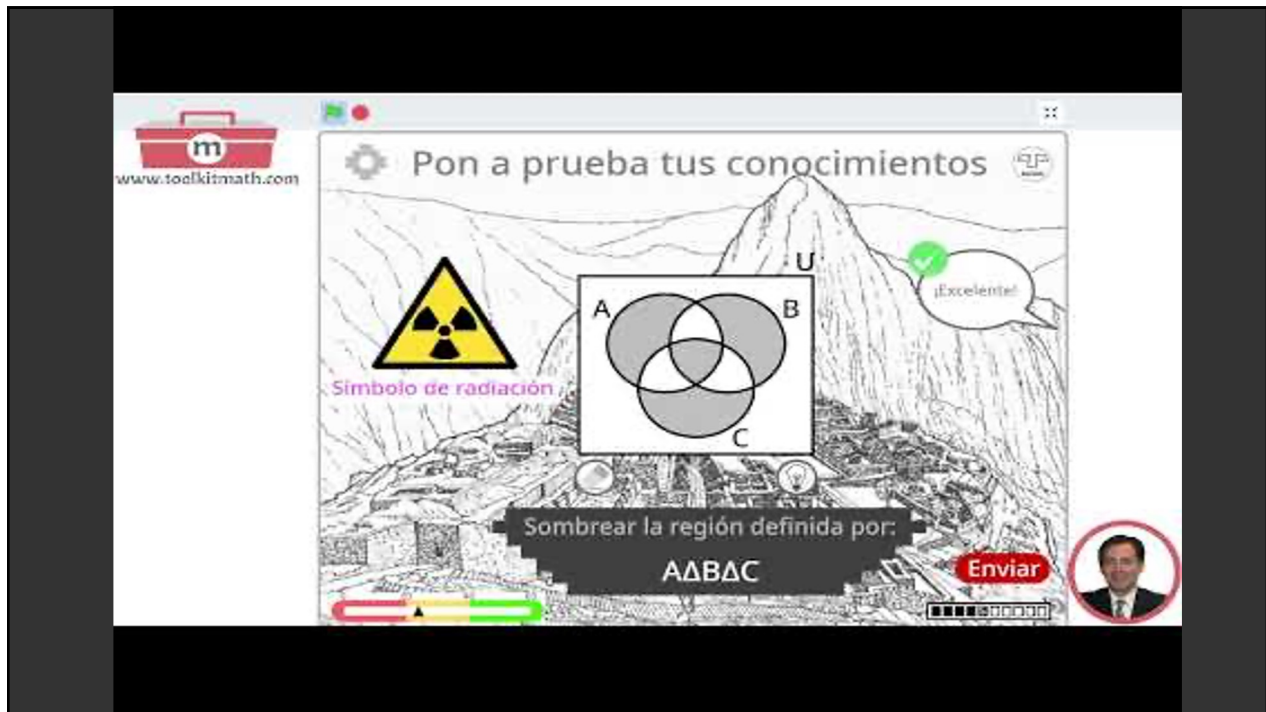 m
www.toolkitmath.com
Pon a prueba tus conocimientos
U
A
B
¡Excelente!
Símbolo de radiación
C
Sombrear la región definida por:
AΔBΔC
Enviar